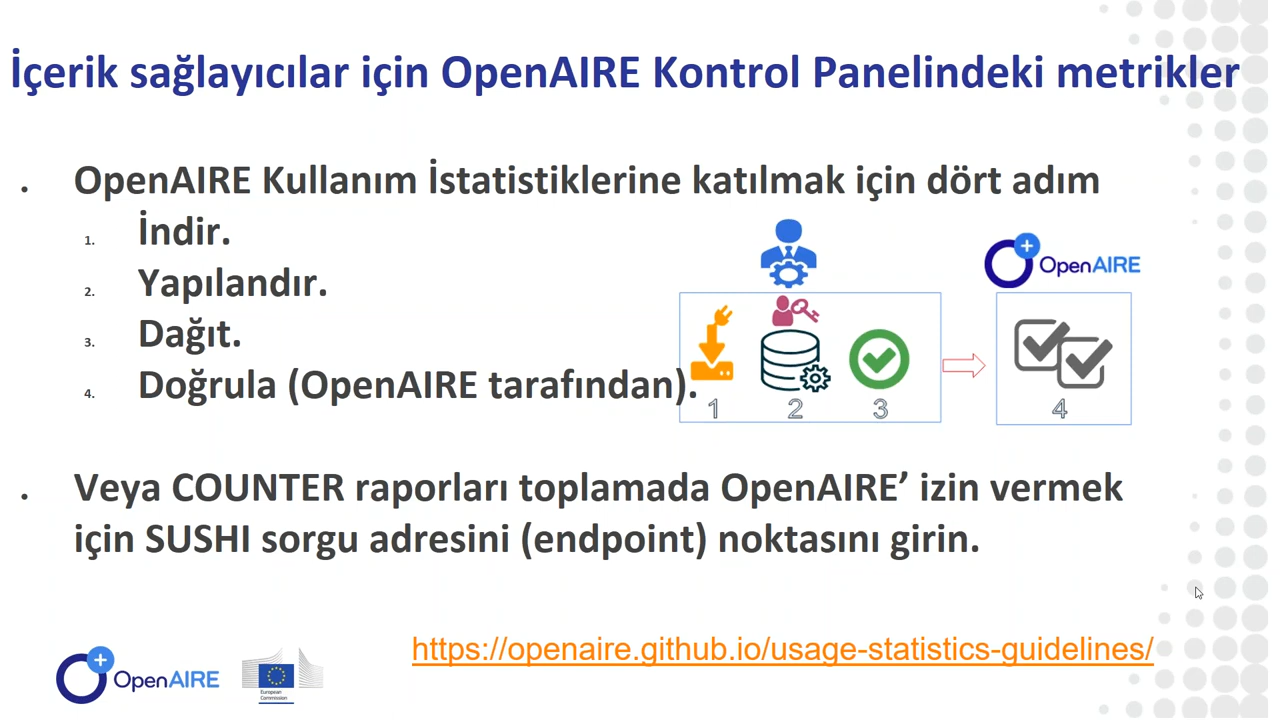 İçerik sağlayıcılar için OpenAIRE Kontrol Panelindeki metrikler
• OpenAIRE Kullanım İstatistiklerine katılmak için dört adım
1. İndir.
2. Yapılandır.
3. Dağıt.
4. Doğrula (OpenAIRE tarafından).
OpenAIRE
1 2 3 4
• Veya COUNTER raporları toplamada OpenAIRE’ izin vermek
için SUSHI sorgu adresini (endpoint) noktasını girin.
https://openaire.github.io/usage-statistics-guidelines/
OpenAIRE
European
Commission